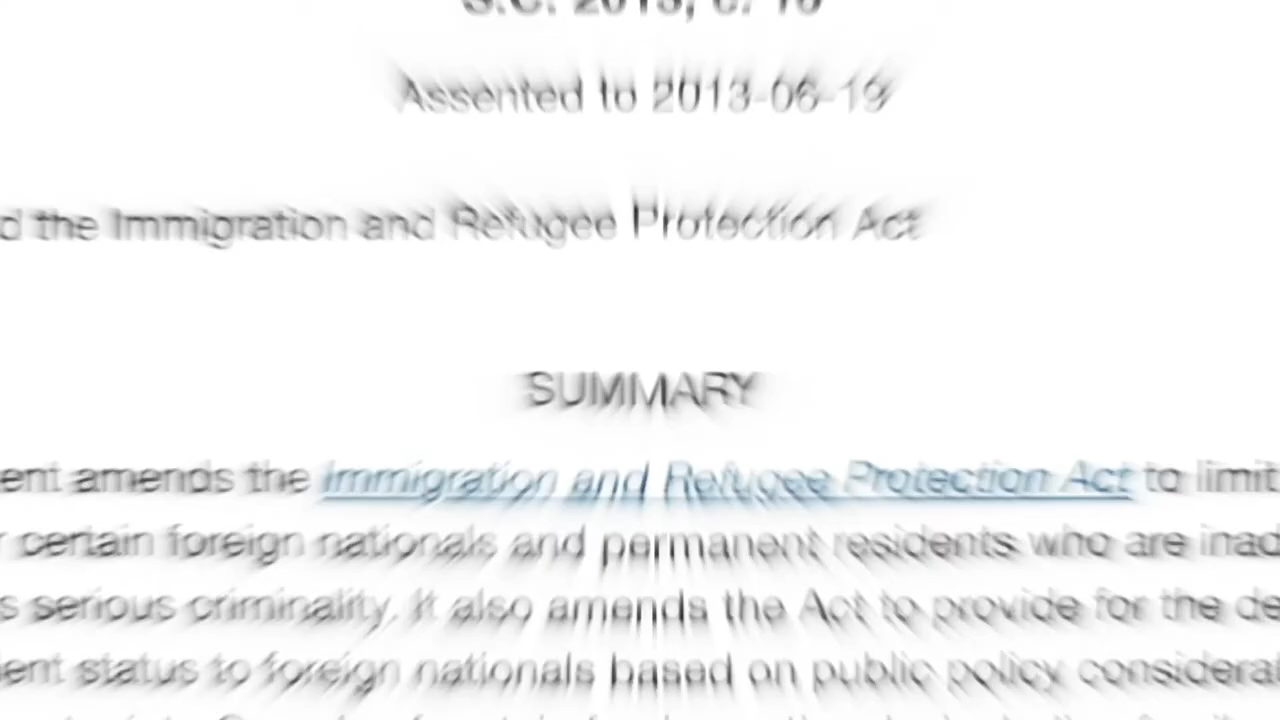 S.C. 2013, c. 16
Assented to 2013-06-19
d the Immigration and Refugee Protection Act
SUMMARY
ent amends the Immigration and Refugee Protection Act to limit
r certain foreign nationals and permanent residents who are inad
s serious criminality. It also amends the Act to provide for the de
ient status to foreign nationals based on public policy considerat